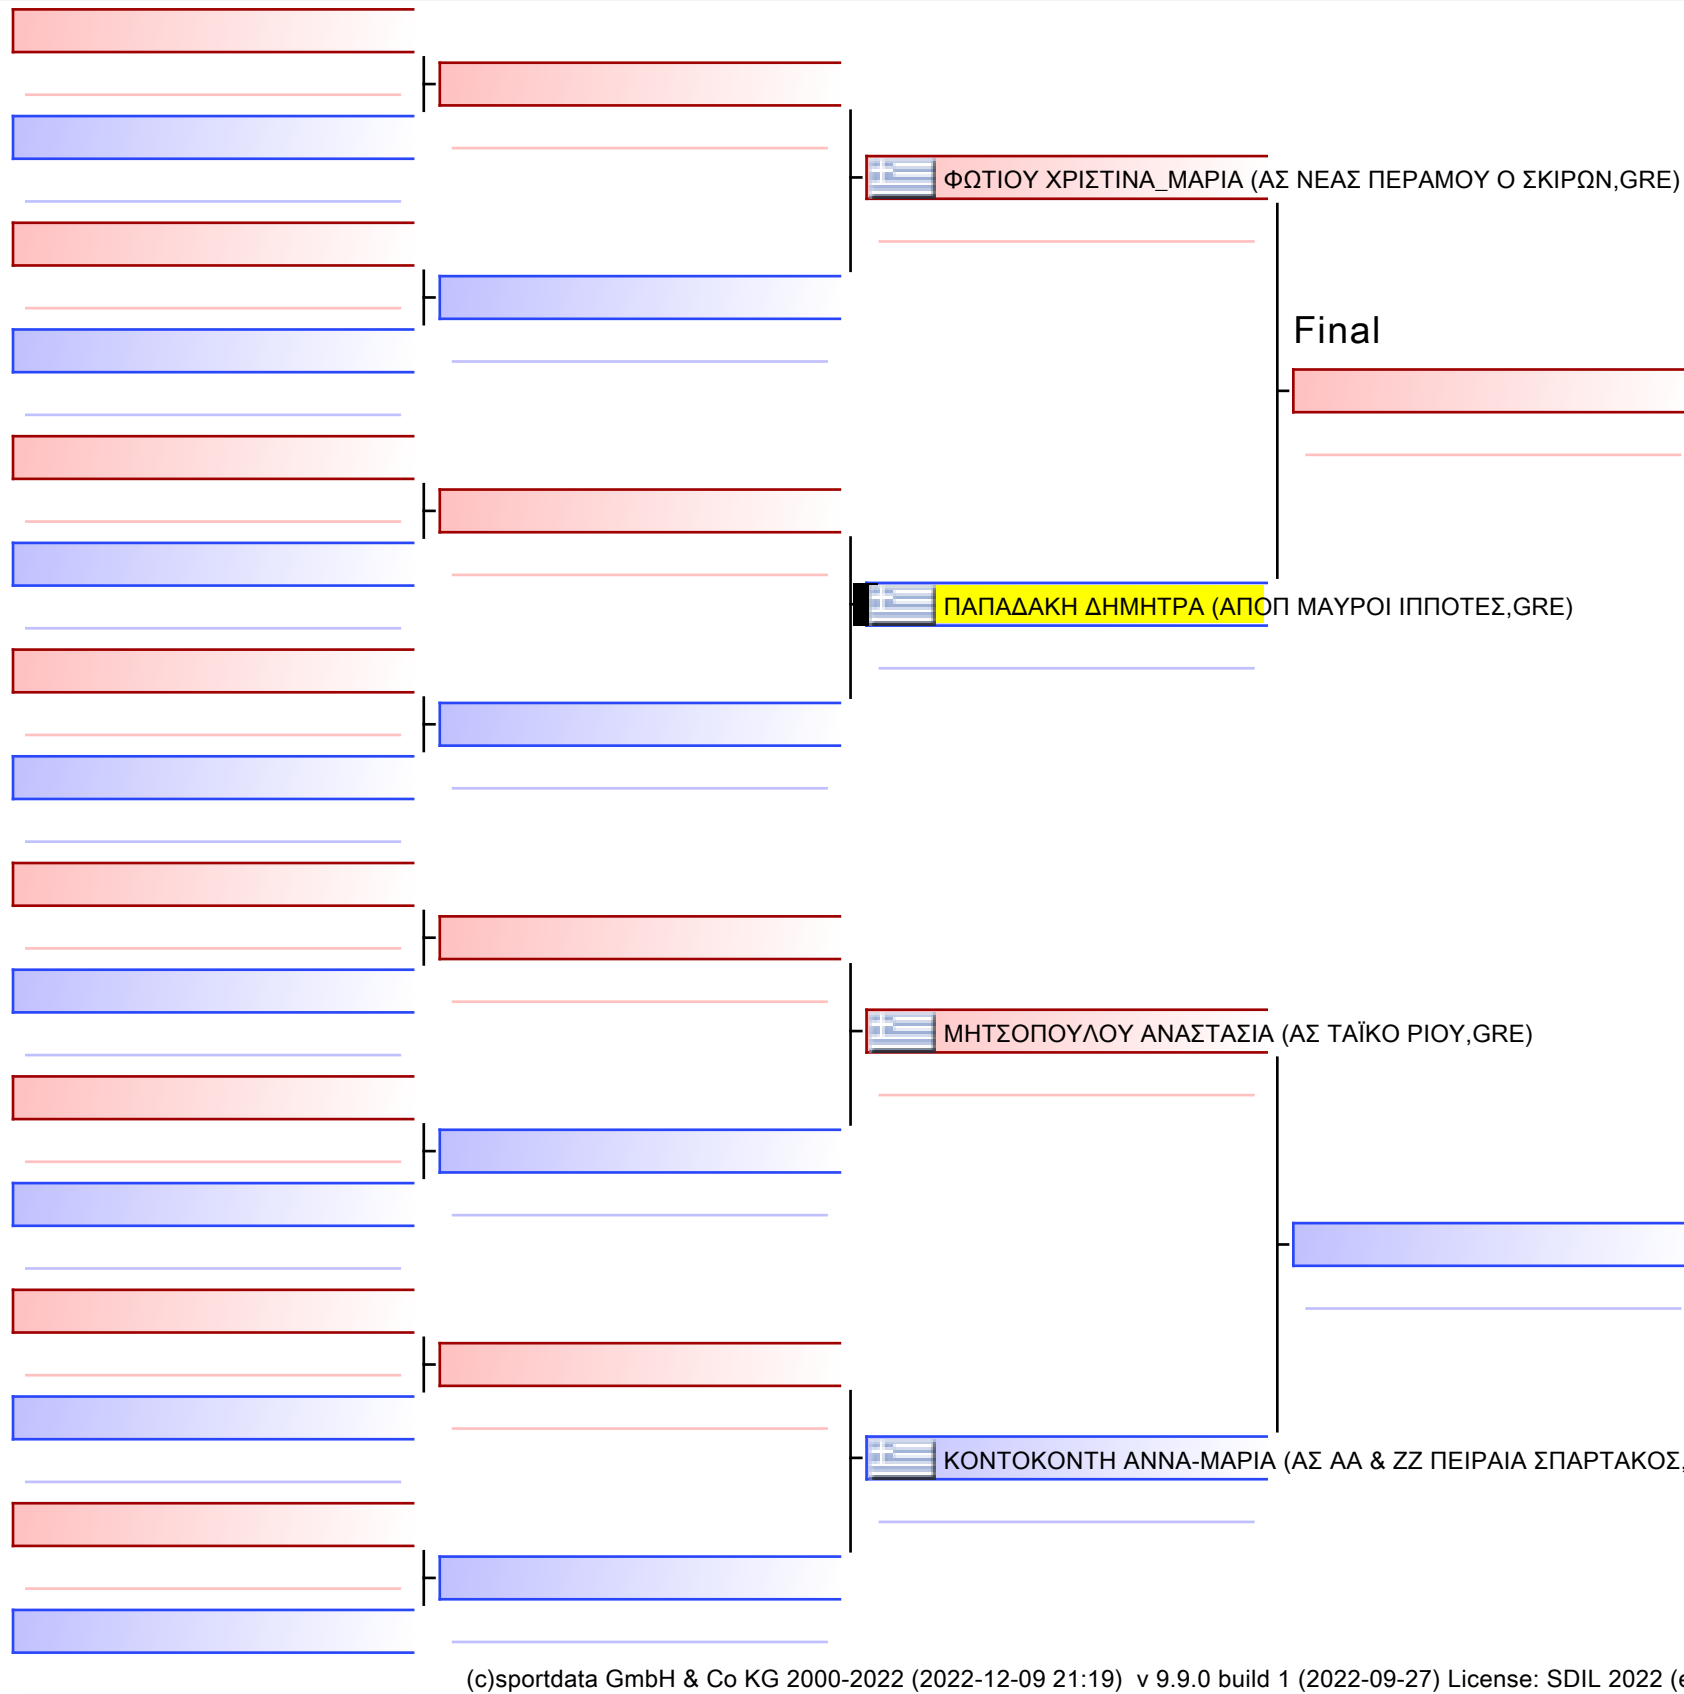 ΦΩΤΙΟΥ ΧΡΙΣΤΙΝΑ_ΜΑΡΙΑ (ΑΣ ΝΕΑΣ ΠΕΡΑΜΟΥ Ο ΣΚΙΡΩΝ,GRE)
Final
ΠΑΠΑΔΑΚΗ ΔΗΜΗΤΡΑ (ΑΠΟΠ ΜΑΥΡΟΙ ΙΠΠΟΤΕΣ,GRE)
ΜΗΤΣΟΠΟΥΛΟΥ ΑΝΑΣΤΑΣΙΑ (ΑΣ ΤΑΪΚΟ ΡΙΟΥ,GRE)
ΚΟΝΤΟΚΟΝΤΗ ΑΝΝΑ-ΜΑΡΙΑ (ΑΣ ΑΑ & ΖΖ ΠΕΙΡΑΙΑ ΣΠΑΡΤΑΚΟΣ,
(c)sportdata GmbH & Co KG 2000-2022 (2022-12-09 21:19) v 9.9.0 build 1 (2022-09-27) License: SDIL 2022